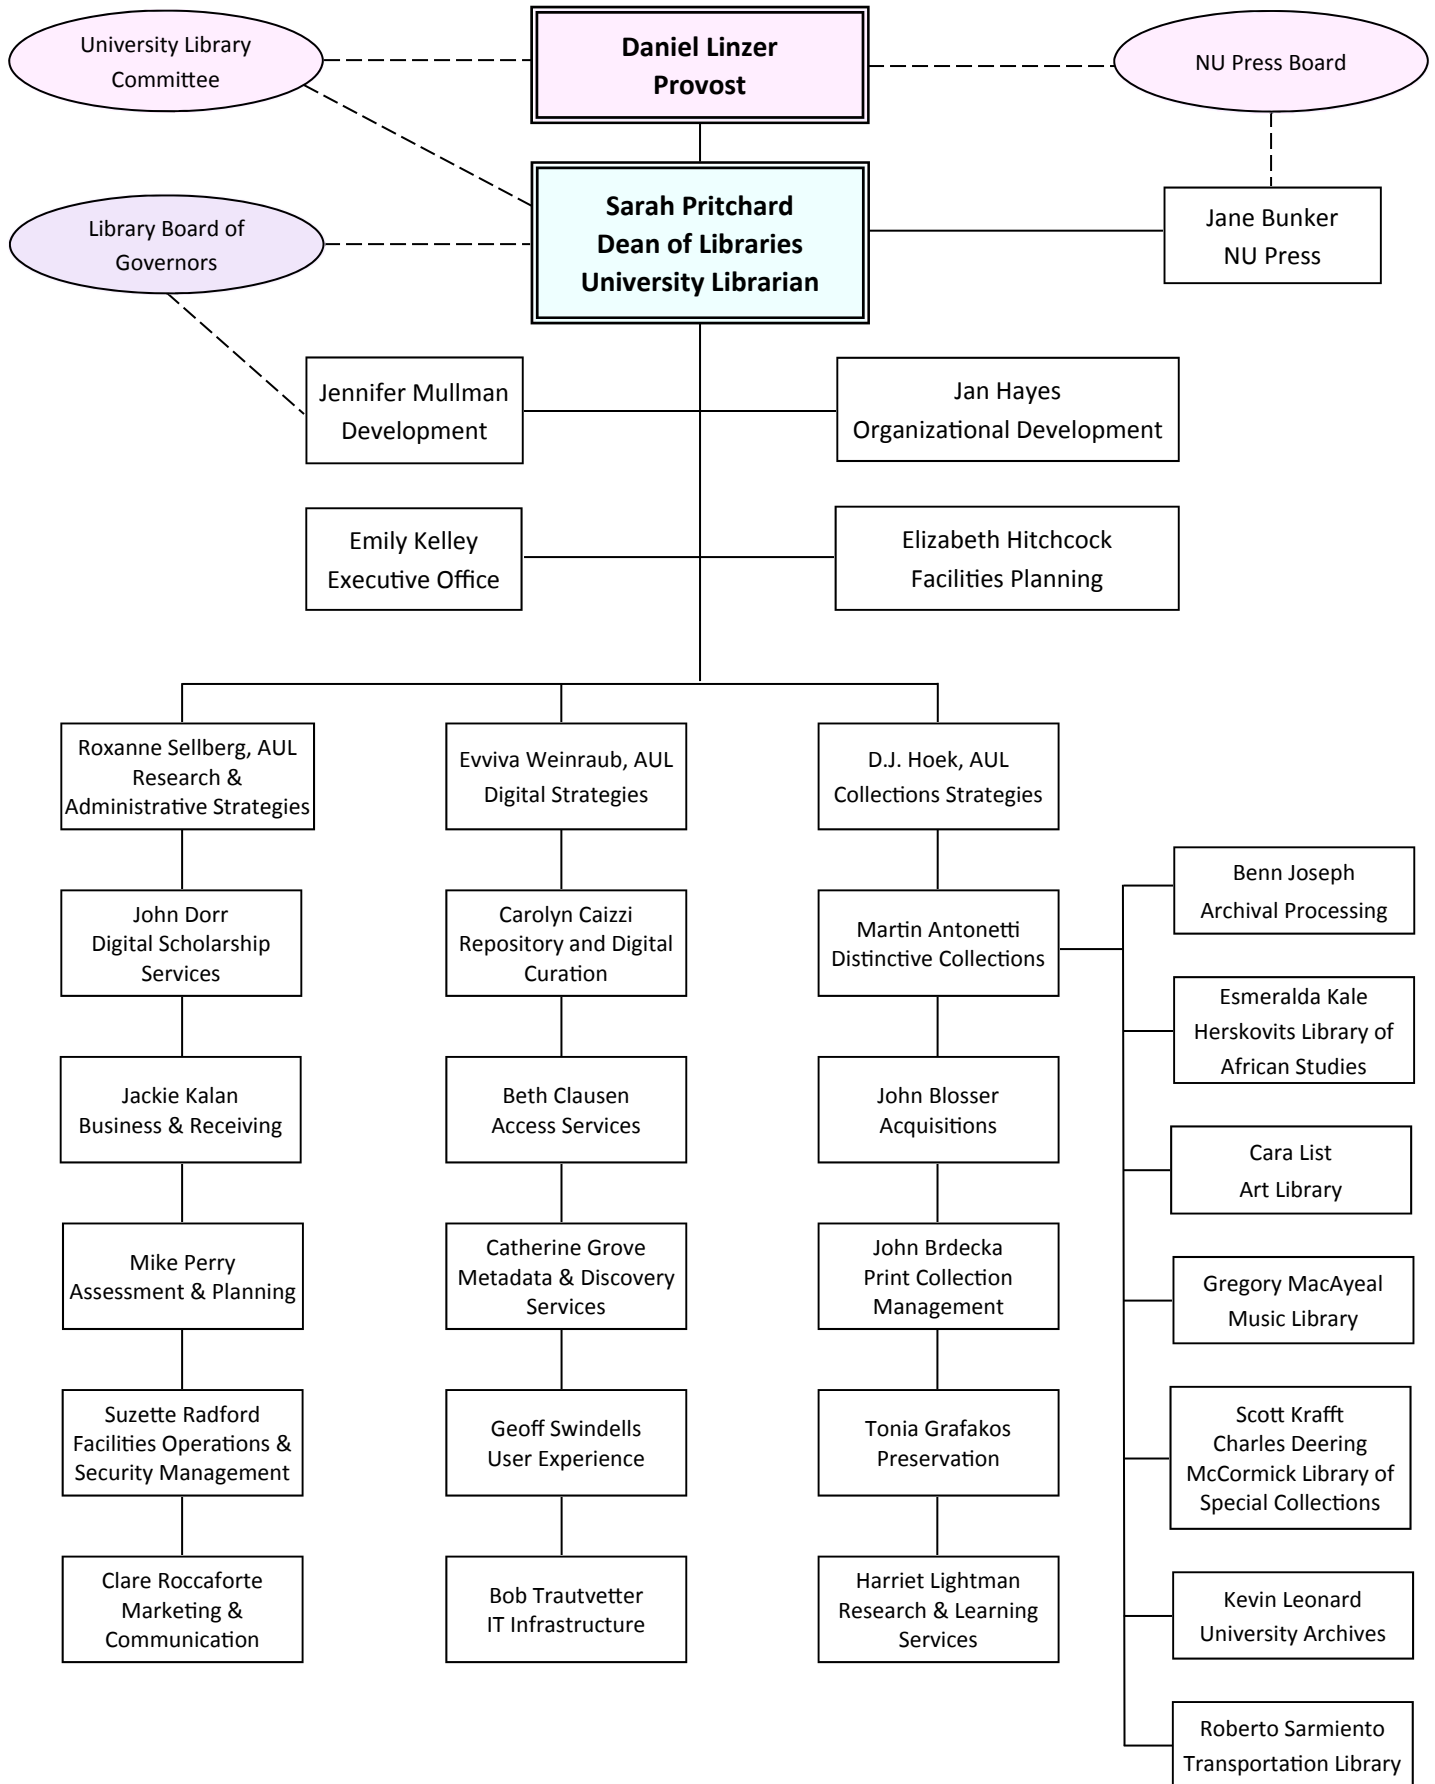 University Library
Committee
Daniel Linzer
Provost
NU Press Board
Library Board of
Governors
Sarah Pritchard
Dean of Libraries
University Librarian
Jane Bunker
NU Press
Jennifer Mullman
Development
Jan Hayes
Organizational Development
Emily Kelley
Executive Office
Elizabeth Hitchcock
Facilities Planning
Roxanne Sellberg, AUL
Research &
Administrative Strategies
John Dorr
Digital Scholarship
Services
Jackie Kalan
Business & Receiving
Mike Perry
Assessment & Planning
Suzette Radford
Facilities Operations &
Security Management
Clare Roccaforte
Marketing &
Communication
Evviva Weinraub, AUL
Digital Strategies
Carolyn Caizzi
Repository and Digital
Curation
Beth Clausen
Access Services
Catherine Grove
Metadata & Discovery
Services
Geoff Swindells
User Experience
Bob Trautvetter
IT Infrastructure
D.J. Hoek, AUL
Collections Strategies
Martin Antonetti
Distinctive Collections
John Blosser
Acquisitions
John Brdecka
Print Collection
Management
Tonia Grafakos
Preservation
Harriet Lightman
Research & Learning
Services
Benn Joseph
Archival Processing
Esmeralda Kale
Herskovits Library of
African Studies
Cara List
Art Library
Gregory MacAyeal
Music Library
Scott Krafft
Charles Deering
McCormick Library of
Special Collections
Kevin Leonard
University Archives
Roberto Sarmiento
Transportation Library